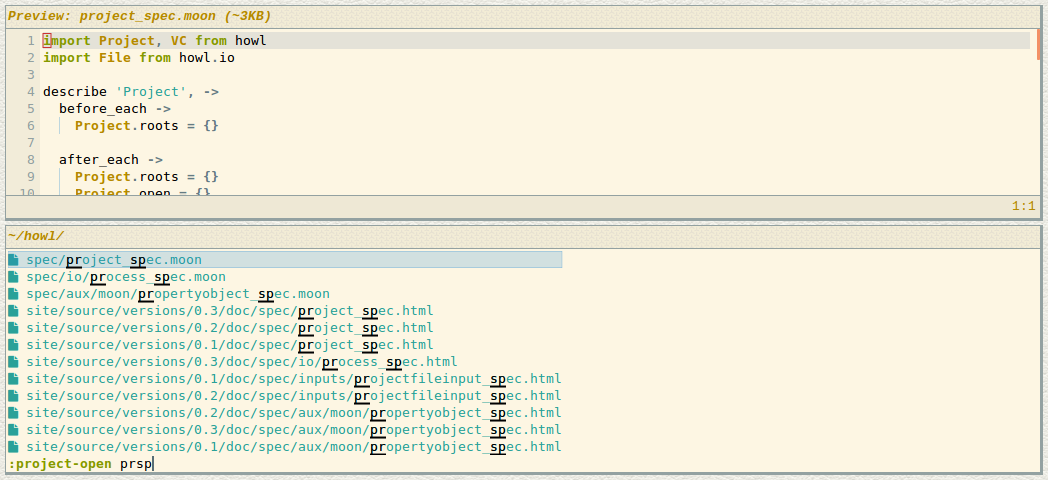 Preview: project_spec.moon (~3KB)
1 import Project, VC from howl
2 import File from howl.io
3
4 describe 'Project', ->
5 before_each ->
6 Project.roots = {}
7
8 after_each ->
9 Project.roots = {}
10 Project.open = {}
1:1
~/howl/
spec/project_spec.moon
spec/io/process_spec.moon
spec/aux/moon/propertyobject_spec.moon
site/source/versions/0.3/doc/spec/project_spec.html
site/source/versions/0.2/doc/spec/project_spec.html
site/source/versions/0.1/doc/spec/project_spec.html
site/source/versions/0.3/doc/spec/io/process_spec.html
site/source/versions/0.1/doc/spec/inputs/projectfileinput_spec.html
site/source/versions/0.2/doc/spec/inputs/projectfileinput_spec.html
site/source/versions/0.2/doc/spec/aux/moon/propertyobject_spec.html
site/source/versions/0.3/doc/spec/aux/moon/propertyobject_spec.html
site/source/versions/0.1/doc/spec/aux/moon/propertyobject_spec.html
:project-open prsp